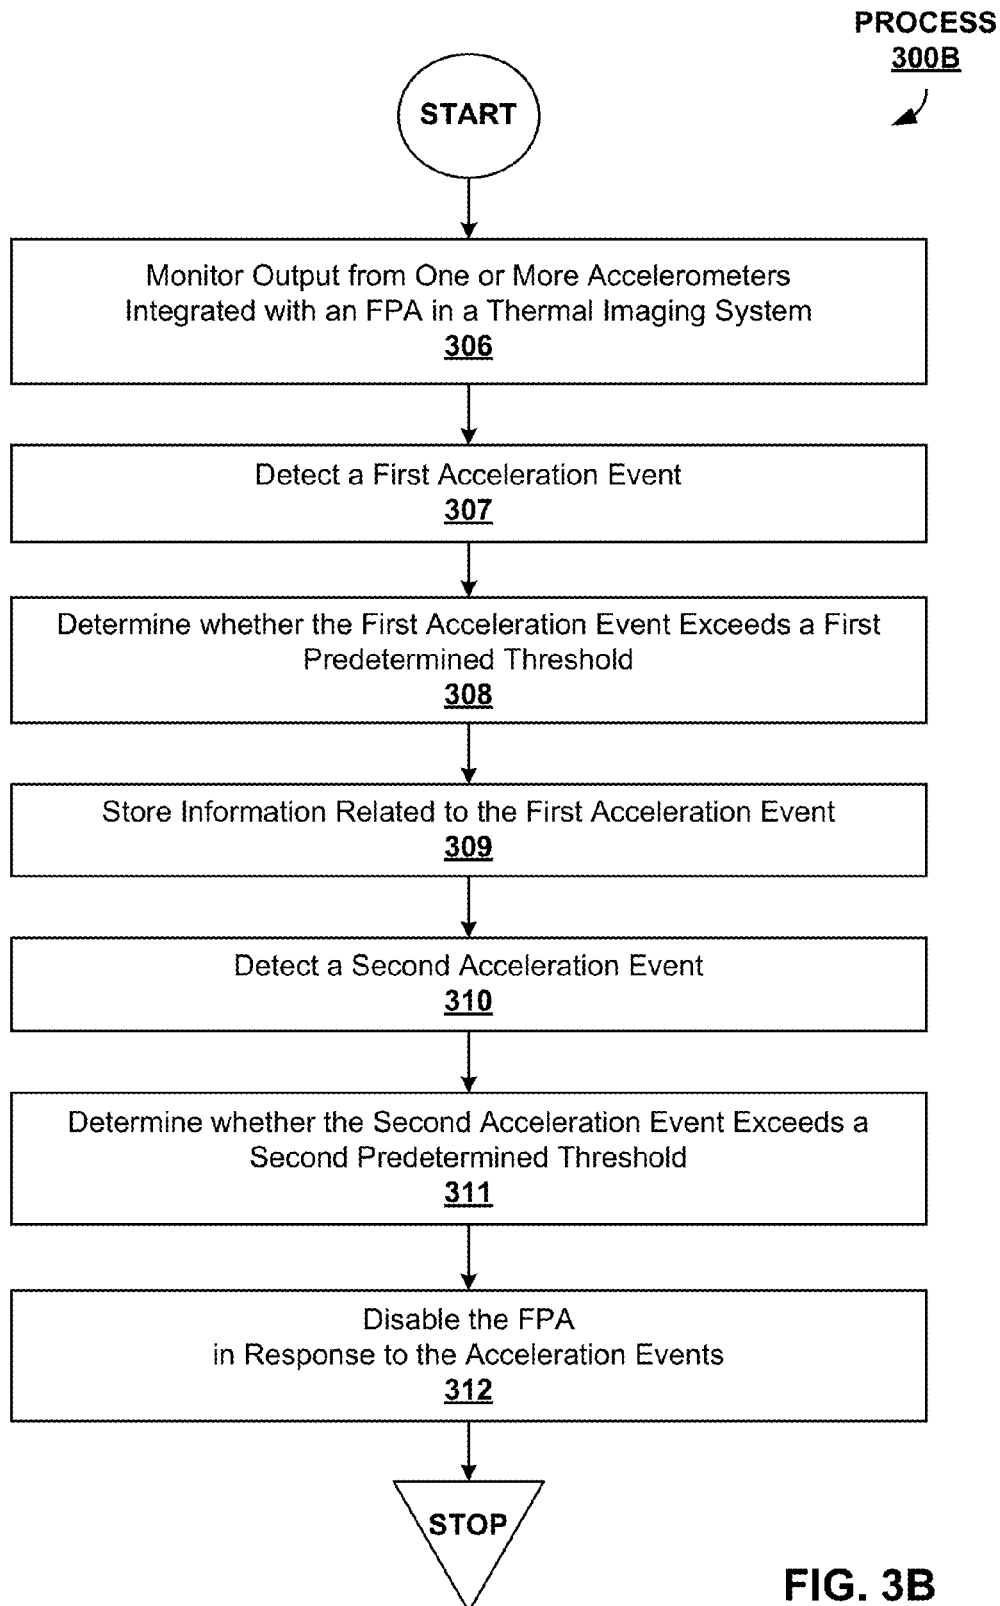 PROCESS
300B
START
Monitor Output from One or More Accelerometers
Integrated with an FPA in a Thermal Imaging System
306
Detect a First Acceleration Event
307
Determine whether the First Acceleration Event Exceeds a First
Predetermined Threshold
308
Store Information Related to the First Acceleration Event
309
Detect a Second Acceleration Event
310
Determine whether the Second Acceleration Event Exceeds a
Second Predetermined Threshold
311
Disable the FPA
in Response to the Acceleration Events
312
STOP
FIG. 3B